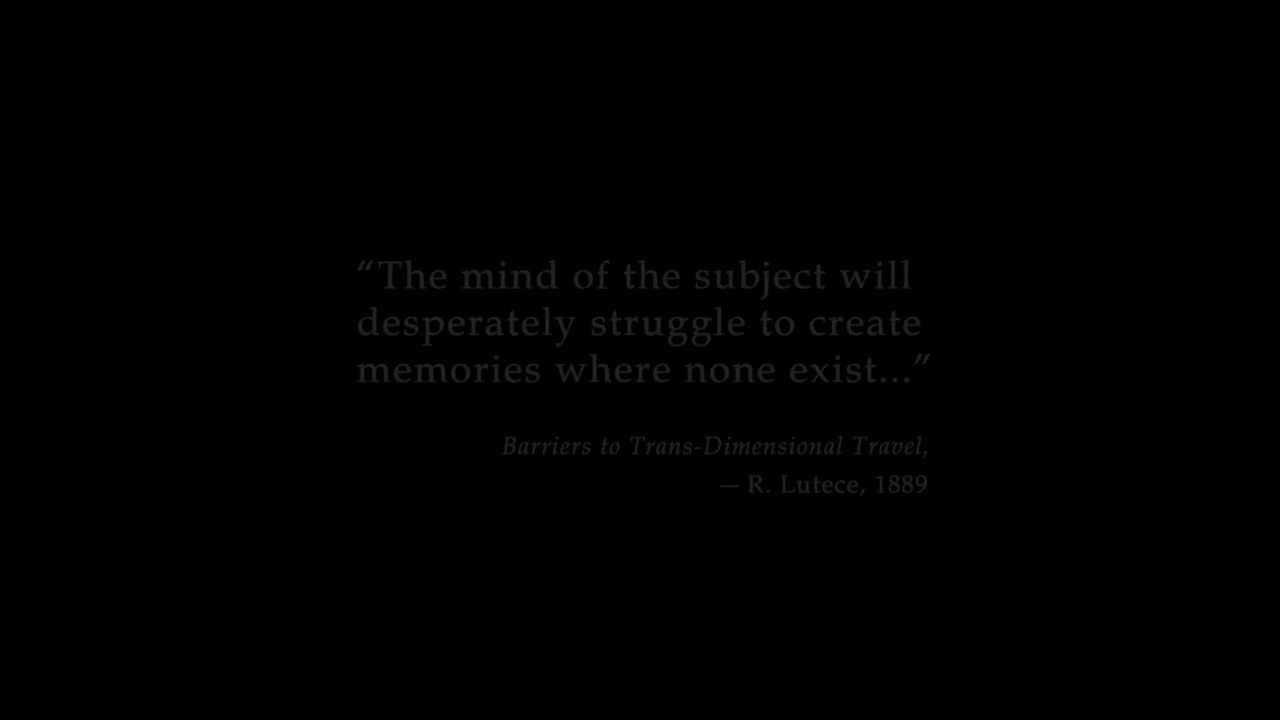 “The mind of the subject will
desperately struggle to create
memories where none exist...”
Barriers to Trans-Dimensional Travel,
— R. Lutece, 1889